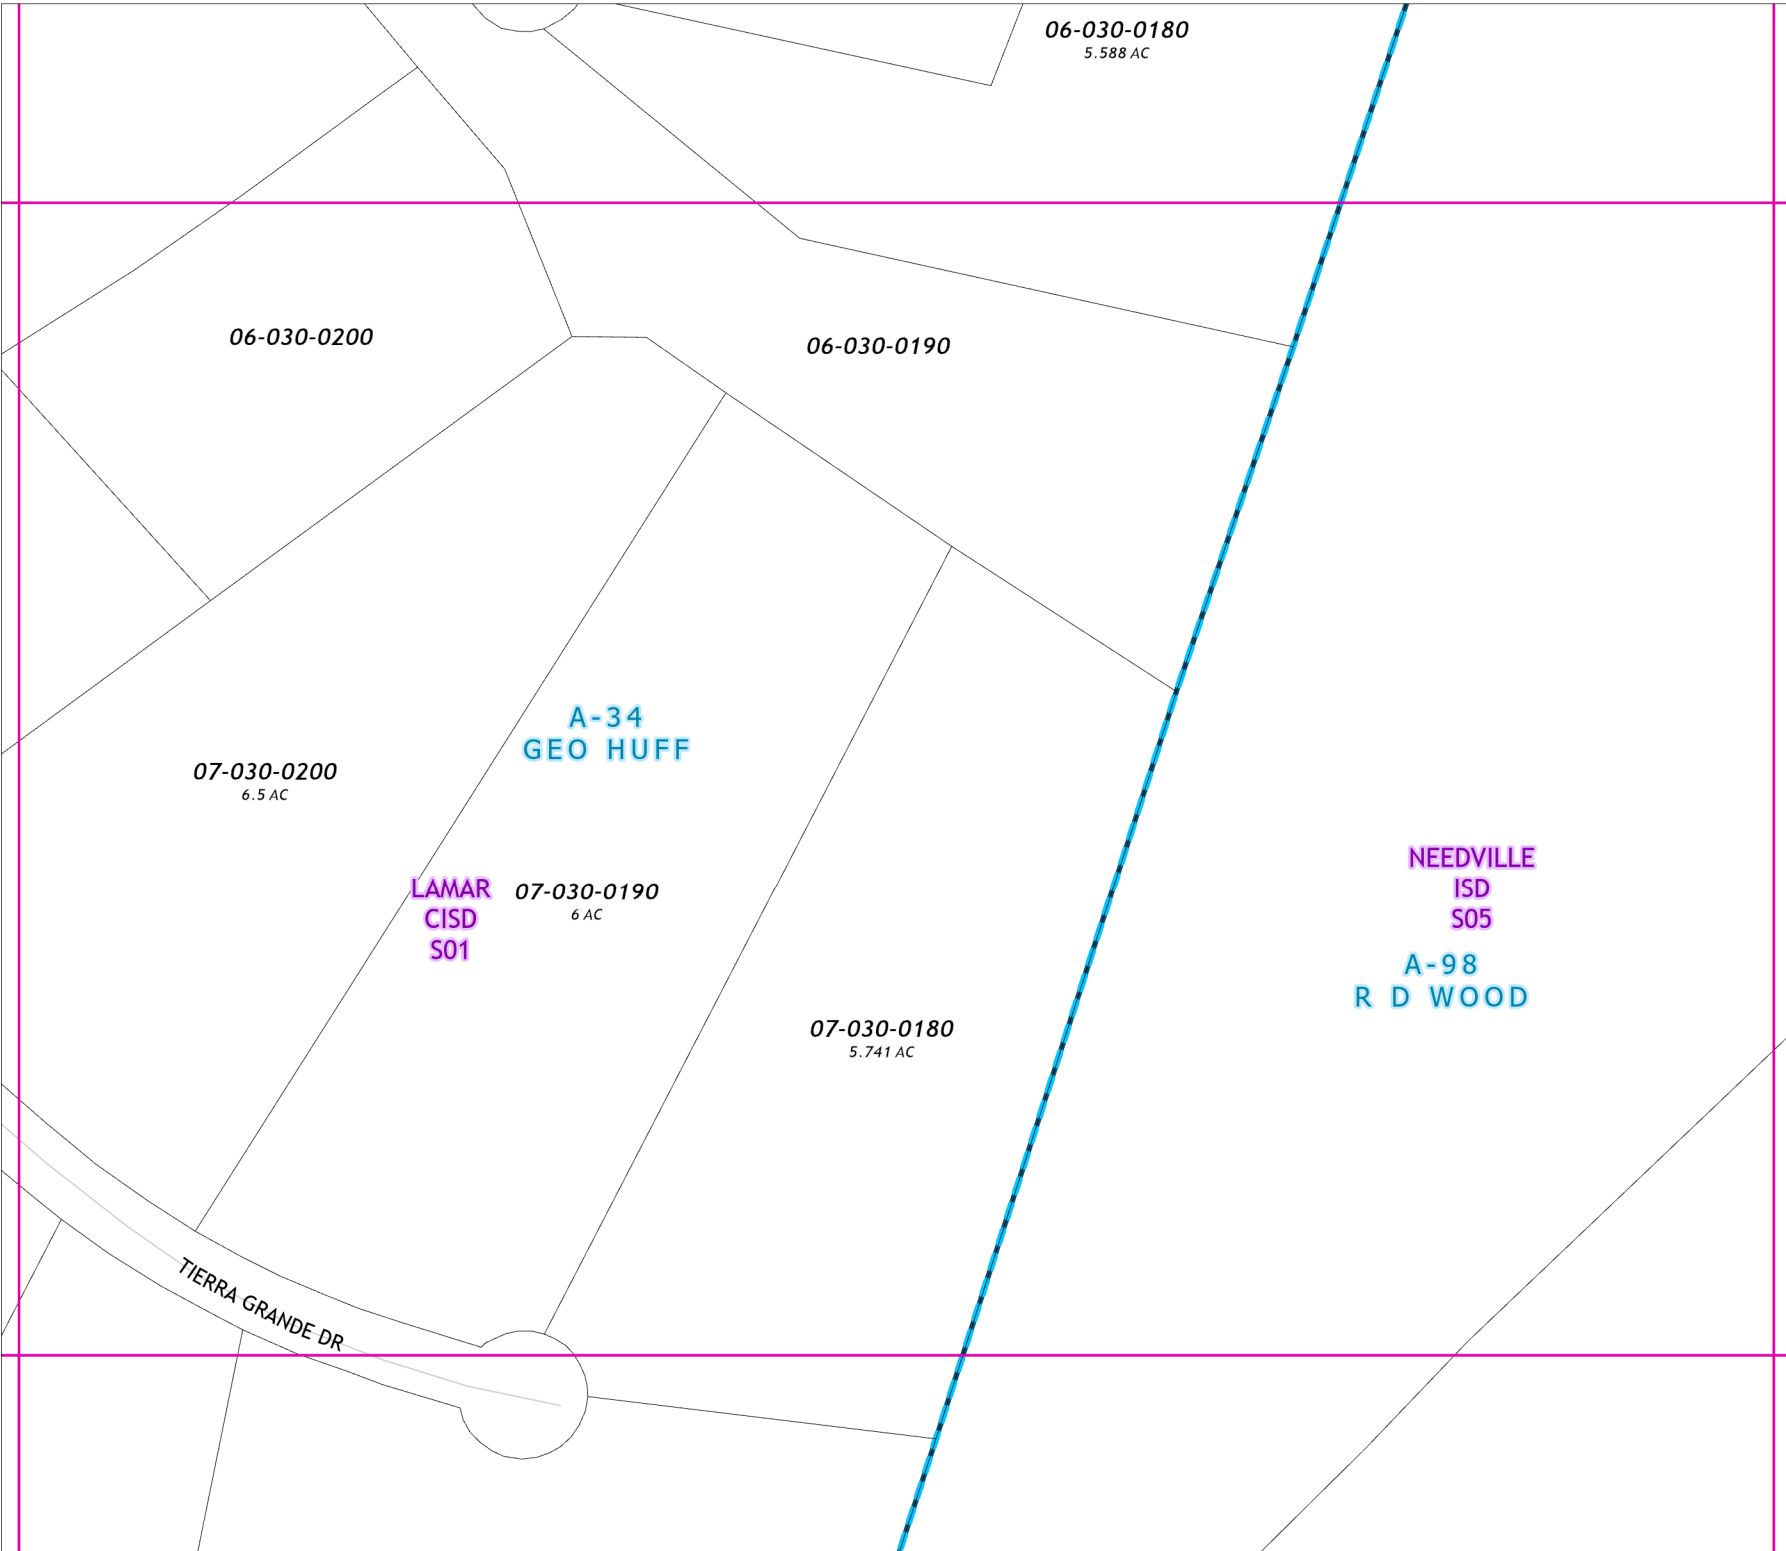 06-030-0180
5.588 AC
06-030-0200
06-030-0190
A-34
GEO HUFF
07-030-0200
6.5 AC
LAMAR
CISD
S01
07-030-0190
6 AC
NEEDVILLE
ISD
S05
A-98
R D WOOD
07-030-0180
5.741 AC
TIERRA GRANDE DR